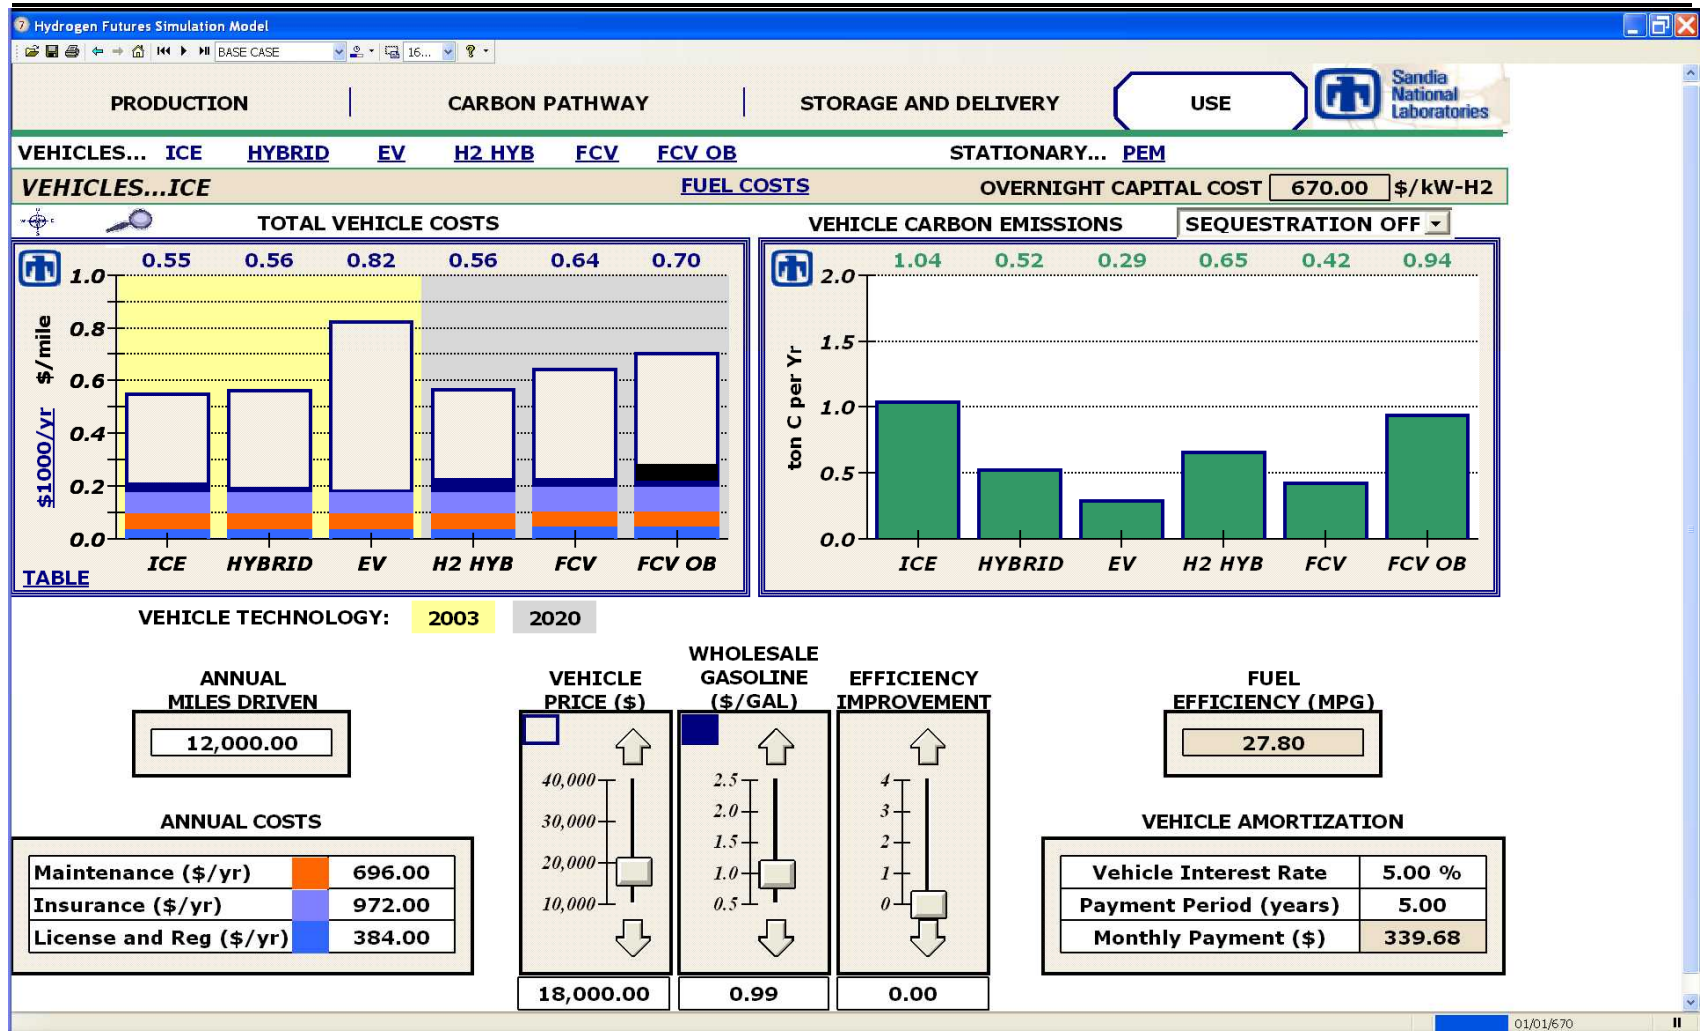 Hydrogen Futures Simulation Model
BASE CASE 16...
PRODUCTION CARBON PATHWAY STORAGE AND DELIVERY USE
Sandia
National
Laboratories
VEHICLES... ICE HYBRID EV H2 HYB FCV FCV OB STATIONARY... PEM
VEHICLES...ICE FUEL COSTS OVERNIGHT CAPITAL COST 670.00 $/kW-H2
TOTAL VEHICLE COSTS
0.55 0.56 0.82 0.56 0.64 0.70
1.0
0.8
0.6
0.4
0.2
0.0
$1000/yr $/mile
ICE HYBRID EV H2 HYB FCV FCV OB
TABLE
VEHICLE CARBON EMISSIONS SEQUESTRATION OFF
1.04 0.52 0.29 0.65 0.42 0.94
2.0
1.5
1.0
0.5
0.0
ton C per Yr
ICE HYBRID EV H2 HYB FCV FCV OB
VEHICLE TECHNOLOGY: 2003 2020
ANNUAL
MILES DRIVEN
12,000.00
VEHICLE
PRICE ($)
40,000
30,000
20,000
10,000
18,000.00
WHOLESALE
GASOLINE
($/GAL)
2.5
2.0
1.5
1.0
0.5
0.99
EFFICIENCY
IMPROVEMENT
4
3
2
1
0
0.00
FUEL
EFFICIENCY (MPG)
27.80
ANNUAL COSTS
Maintenance ($/yr) 696.00
Insurance ($/yr) 972.00
License and Reg ($/yr) 384.00
VEHICLE AMORTIZATION
Vehicle Interest Rate 5.00 %
Payment Period (years) 5.00
Monthly Payment ($) 339.68
01/01/670